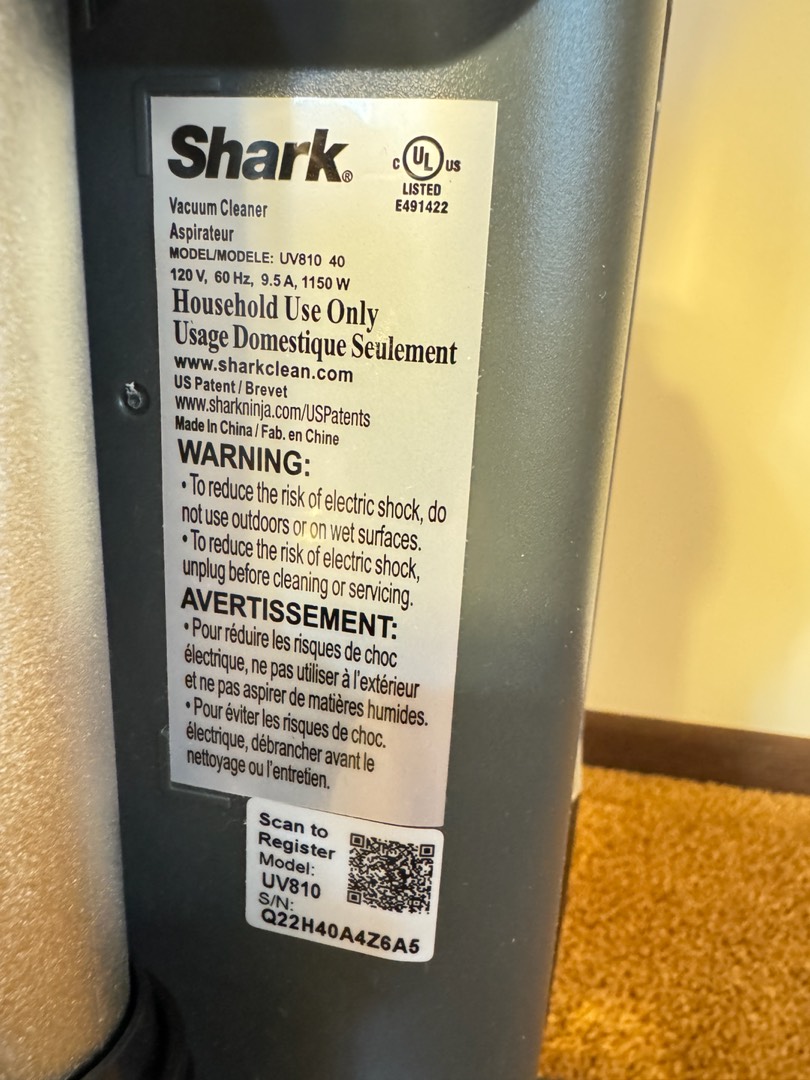 Shark®
C UL US
LISTED
E491422
Vacuum Cleaner
Aspirateur
MODEL/MODELE: UV810 40
120 V, 60 Hz, 9.5 A, 1150 W
Household Use Only
Usage Domestique Seulement
www.sharkclean.com
US Patent / Brevet
www.sharkninja.com/USPatents
Made In China / Fab. en Chine
WARNING:
• To reduce the risk of electric shock, do
not use outdoors or on wet surfaces.
• To reduce the risk of electric shock,
unplug before cleaning or servicing.
AVERTISSEMENT:
• Pour réduire les risques de choc
électrique, ne pas utiliser à l'extérieur
et ne pas aspirer de matières humides.
• Pour éviter les risques de choc.
électrique, débrancher avant le
nettoyage ou l'entretien.
Scan to
Register
Model:
UV810
S/N:
Q22H40A4Z6A5